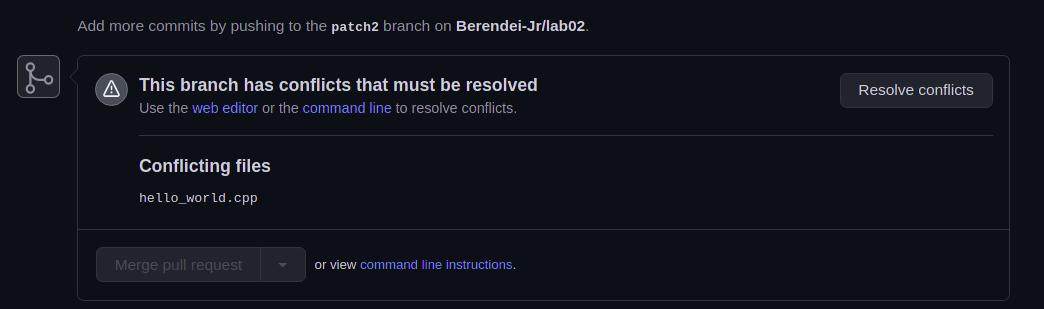 Add more commits by pushing to the patch2 branch on Berendei-Jr/lab02.
This branch has conflicts that must be resolved
Resolve conflicts
Use the web editor or the command line to resolve conflicts.
Conflicting files
hello_world.cpp
Merge pull request
or view command line instructions.